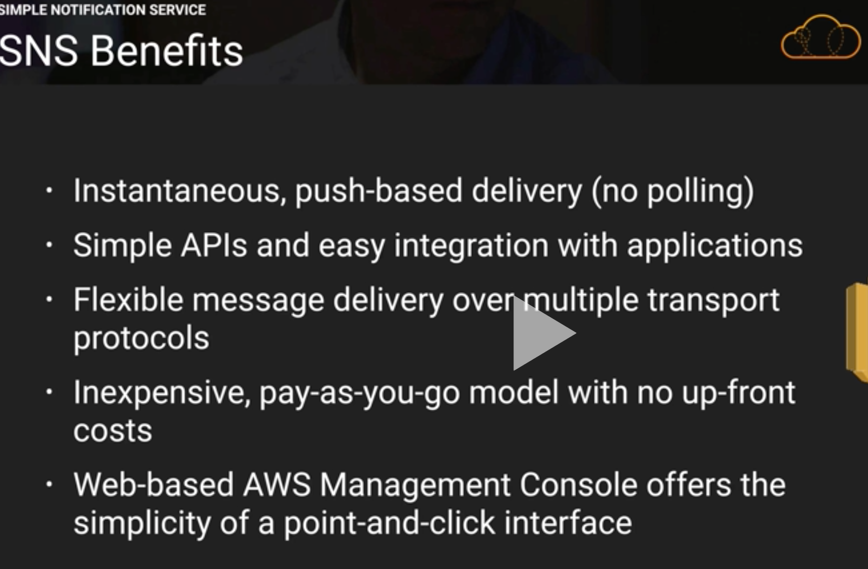 SIMPLE NOTIFICATION SERVICE
SNS Benefits
• Instantaneous, push-based delivery (no polling)
• Simple APIs and easy integration with applications
• Flexible message delivery over multiple transport
protocols
• Inexpensive, pay-as-you-go model with no up-front
costs
• Web-based AWS Management Console offers the
simplicity of a point-and-click interface